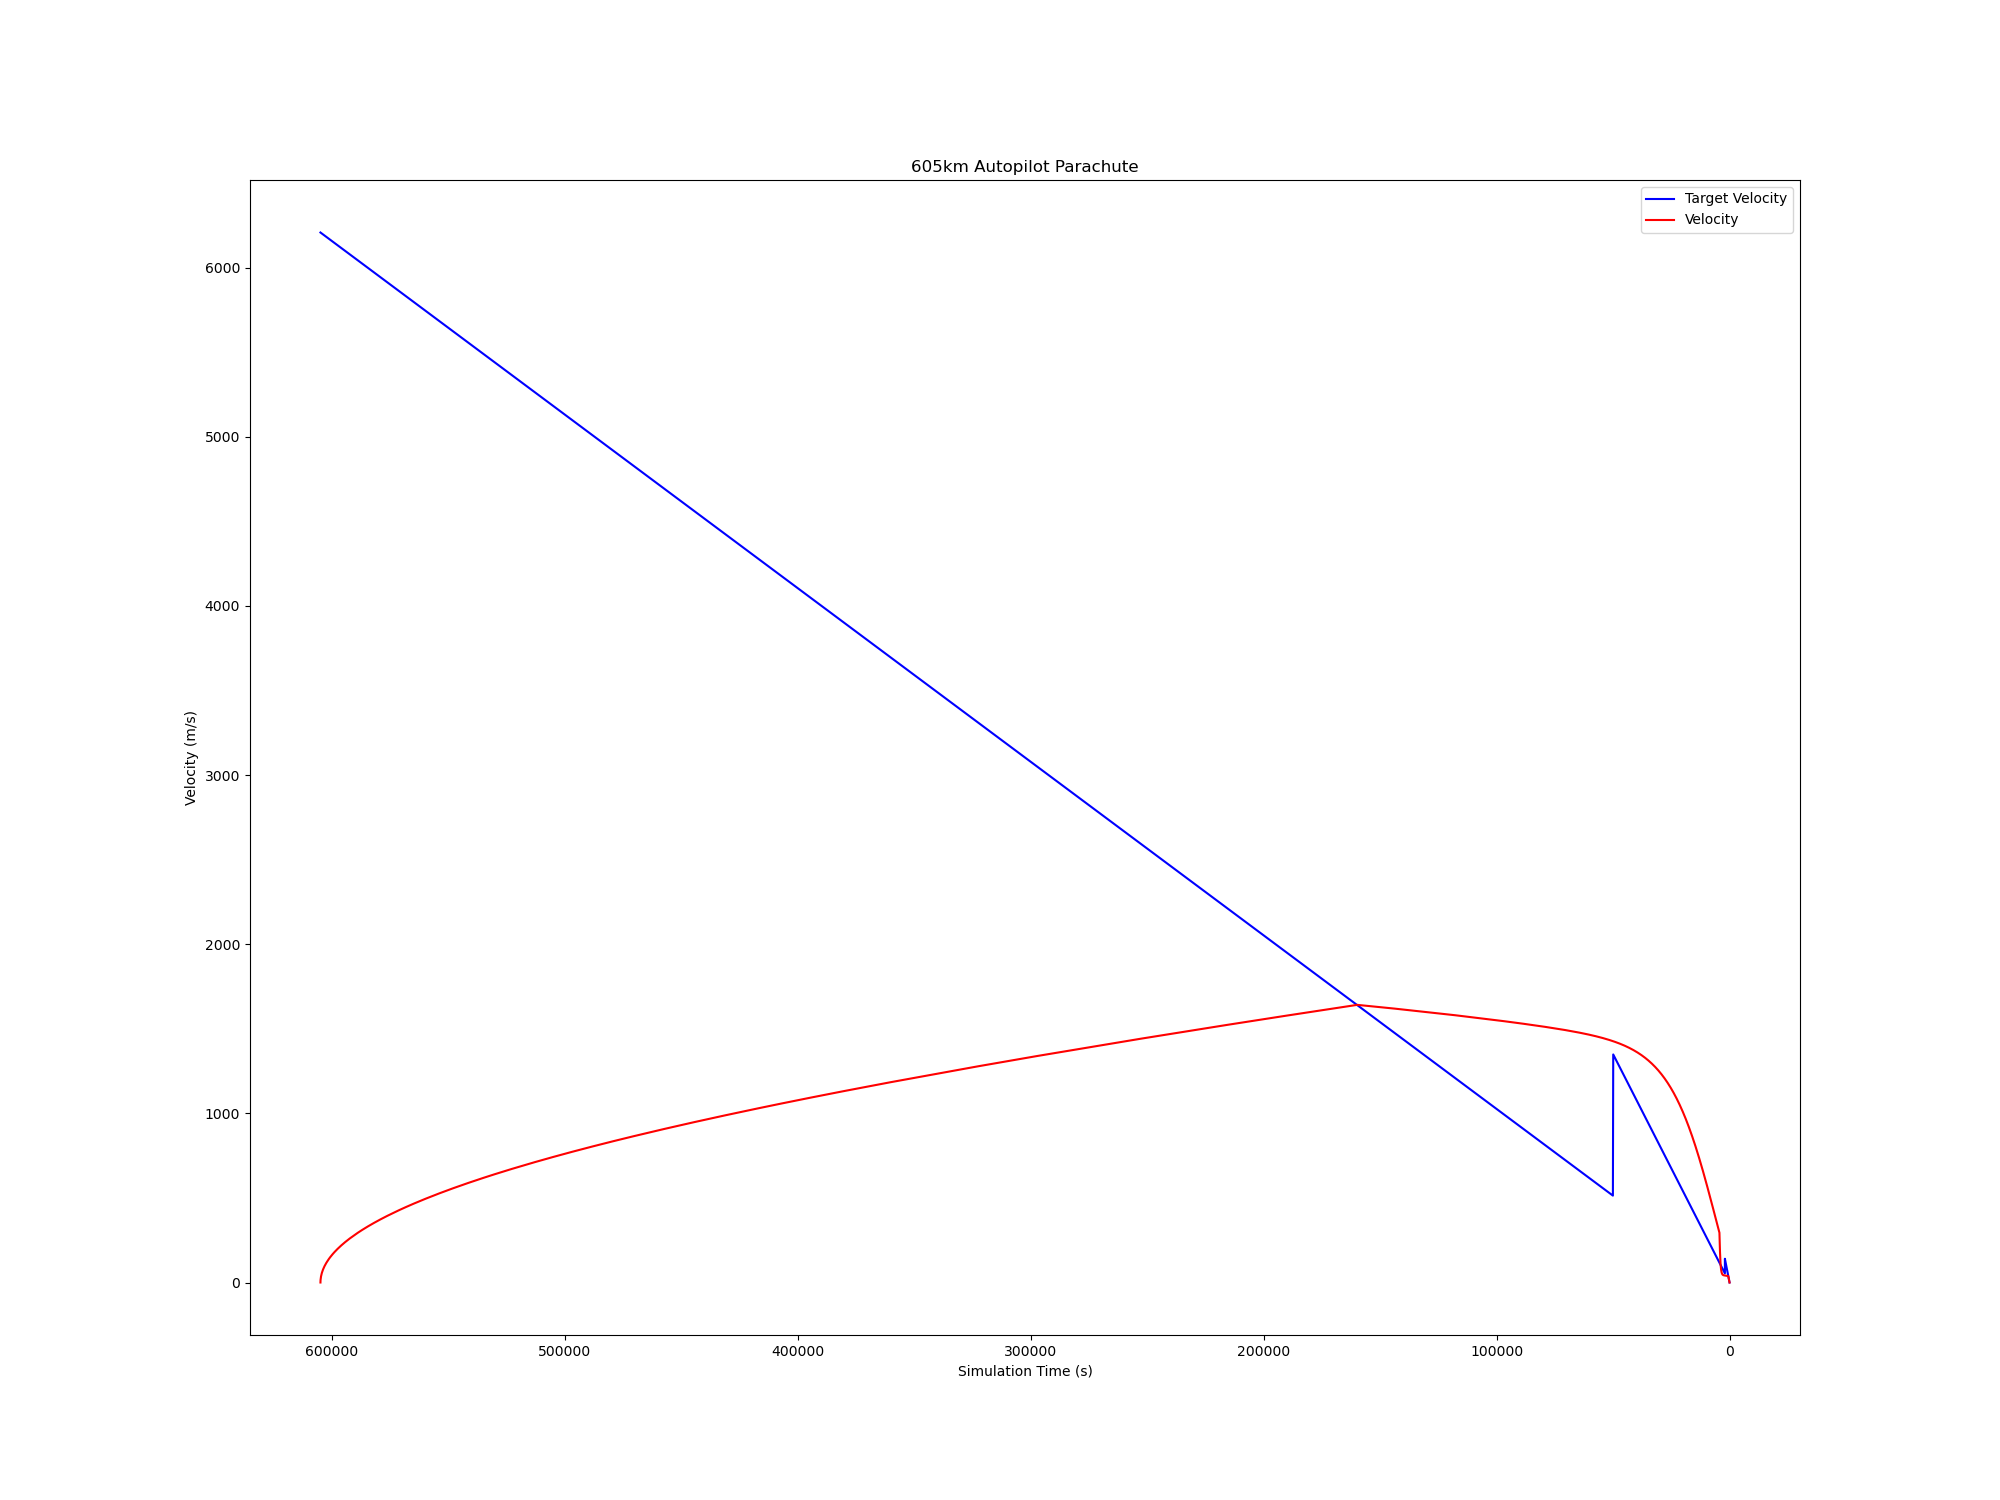 605km Autopilot Parachute
Target Velocity
Velocity
6000
5000
4000
3000
2000
1000
0
Velocity (m/s)
600000 500000 400000 300000 200000 100000 0
Simulation Time (s)